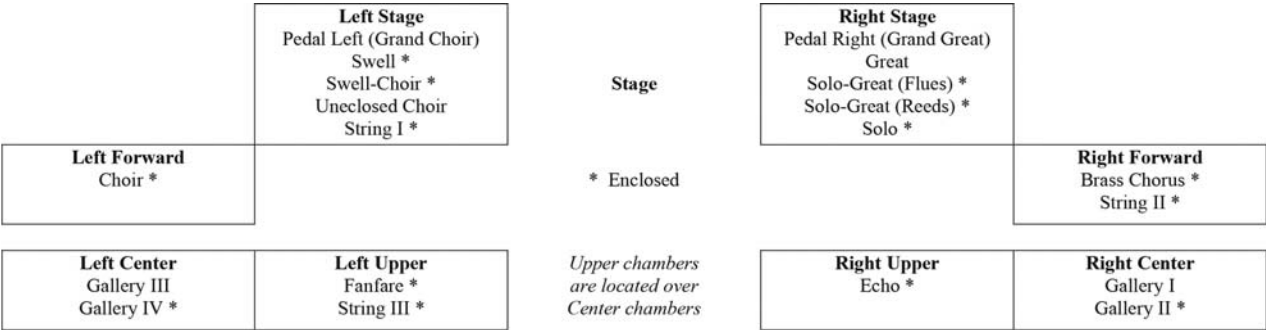 Left Stage
Pedal Left (Grand Choir)
Swell *
Swell-Choir *
Uneclosed Choir
String I *
Stage
Right Stage
Pedal Right (Grand Great)
Great
Solo-Great (Flues) *
Solo-Great (Reeds) *
Solo *
Left Forward
Choir *
* Enclosed
Right Forward
Brass Chorus *
String II *
Left Center
Gallery III
Gallery IV *
Left Upper
Fanfare *
String III *
Upper chambers
are located over
Center chambers
Right Upper
Echo *
Right Center
Gallery I
Gallery II *